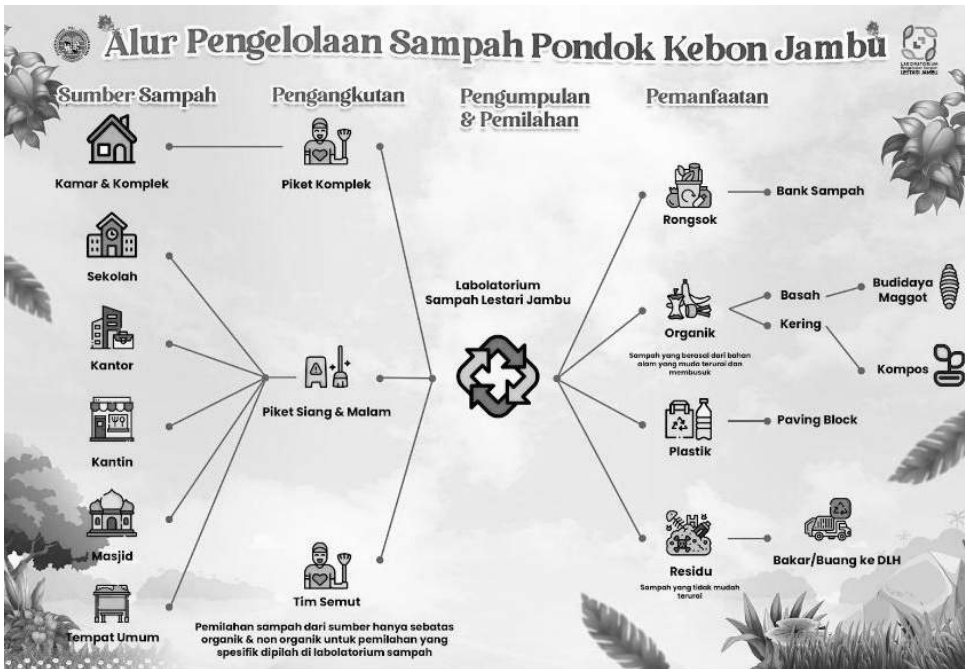 Alur Pengelolaan Sampah Pondok Kebon Jambu
LABORATORIUM
LESTARI JAMBU
Sumber Sampah
Pengangkutan
Pengumpulan
& Pemilahan
Pemanfaatan
Kamar & Komplek
Sekolah
Kantor
Kantin
Masjid
Tempat Umum
Piket Komplek
Piket Siang & Malam
Tim Semut
Pemilahan sampah dari sumber hanya sebatas
organik & non organik untuk pemilahan yang
spesifik dipilah di labolatorium sampah
Labolatorium
Sampah Lestari Jambu
Rongsok
Bank Sampah
Organik
Sampah yang berasal dari bahan
alam yang muda terurai dan
membusuk
Basah
Kering
Budidaya
Maggot
Kompos
Plastik
Paving Block
Residu
Sampah yang tidak mudah
terurai
Bakar/Buang ke DLH